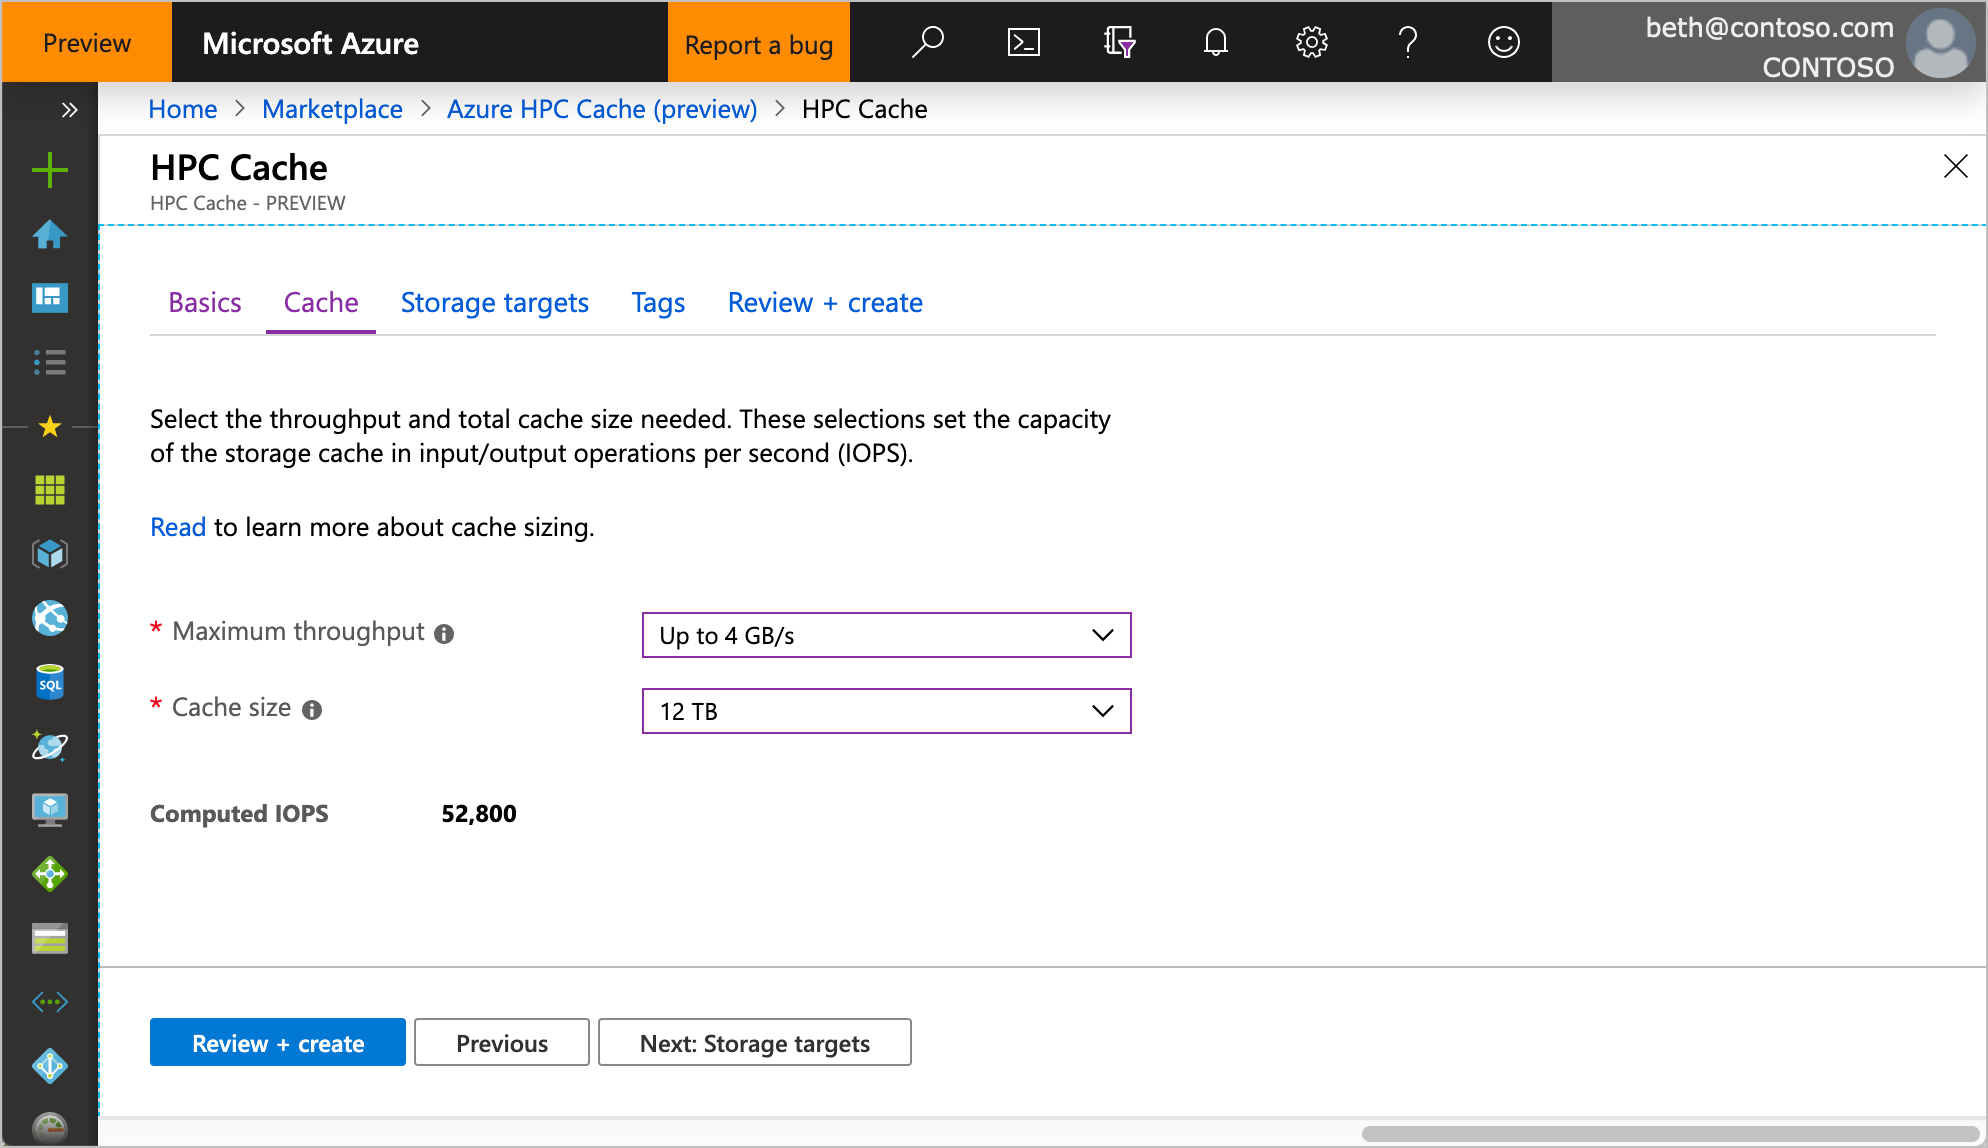 Preview
Microsoft Azure
Report a bug
beth@contoso.com
CONTOSO
Home > Marketplace > Azure HPC Cache (preview) > HPC Cache
HPC Cache
HPC Cache - PREVIEW
Basics Cache Storage targets Tags Review + create
Select the throughput and total cache size needed. These selections set the capacity
of the storage cache in input/output operations per second (IOPS).
Read to learn more about cache sizing.
* Maximum throughput Up to 4 GB/s
* Cache size 12 TB
SQL
Computed IOPS 52,800
Review + create Previous Next: Storage targets